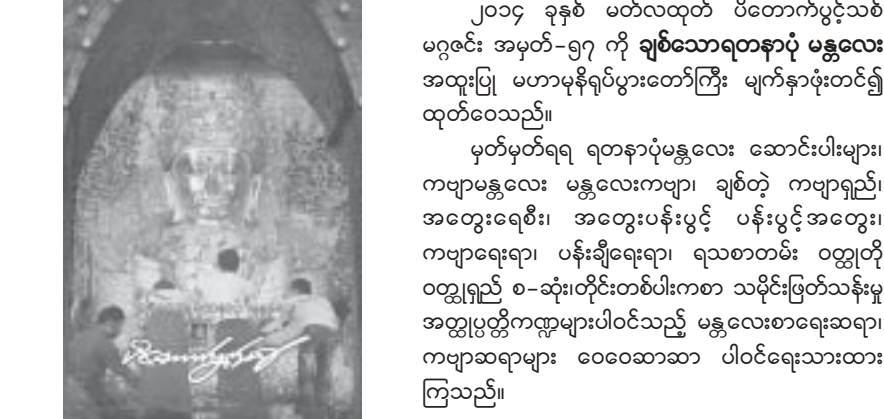 ၂၀၁၄ ခုနှစ် မတ်လထုတ် ပိတောက်ပွင့်သစ်
မဂ္ဂဇင်း အမှတ်-၅၇ ကို ချစ်သောရတနာပုံ မန္တလေး
အထူးပြု မဟာမုနိရုပ်ပွားတော်ကြီး မျက်နှာဖုံးတင်၍
ထုတ်ဝေသည်။
မှတ်မှတ်ရရ ရတနာပုံမန္တလေး ဆောင်းပါးများ၊
ကဗျာမန္တလေး မန္တလေးကဗျာ၊ ချစ်တဲ့ ကဗျာရှည်၊
အတွေးရေစီး၊ အတွေးပန်းပွင့် ပန်းပွင့်အတွေး၊
ကဗျာရေးရာ၊ ပန်းချီရေးရာ၊ ရသစာတမ်း ဝတ္ထုတို
ဝတ္ထုရှည် စ-ဆုံး၊တိုင်းတစ်ပါးကစာ သမိုင်းဖြတ်သန်းမှု
အတ္ထုပ္ပတ္တိကဏ္ဍများပါဝင်သည့် မန္တလေးစာရေးဆရာ၊
ကဗျာဆရာများ ဝေဝေဆာဆာ ပါဝင်ရေးသားထား
ကြသည်။